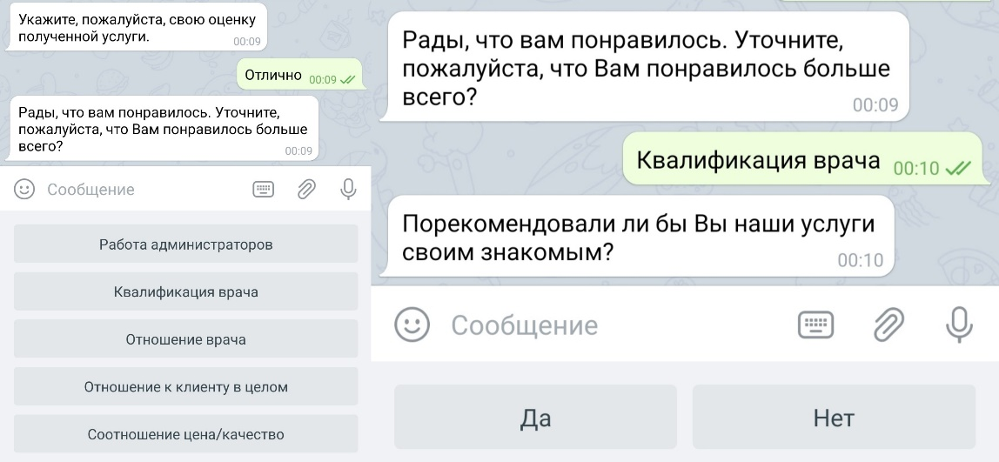 Укажите, пожалуйста, свою оценку
полученной услуги.
00:09
Отлично 00:09
Рады, что вам понравилось. Уточните,
пожалуйста, что Вам понравилось больше
всего?
00:09
Сообщение
Работа администраторов
Квалификация врача
Отношение врача
Отношение к клиенту в целом
Соотношение цена/качество
Рады, что вам понравилось. Уточните,
пожалуйста, что Вам понравилось больше
всего?
00:09
Квалификация врача 00:10
Порекомендовали ли бы Вы наши услуги
своим знакомым?
00:10
Сообщение
Да
Нет